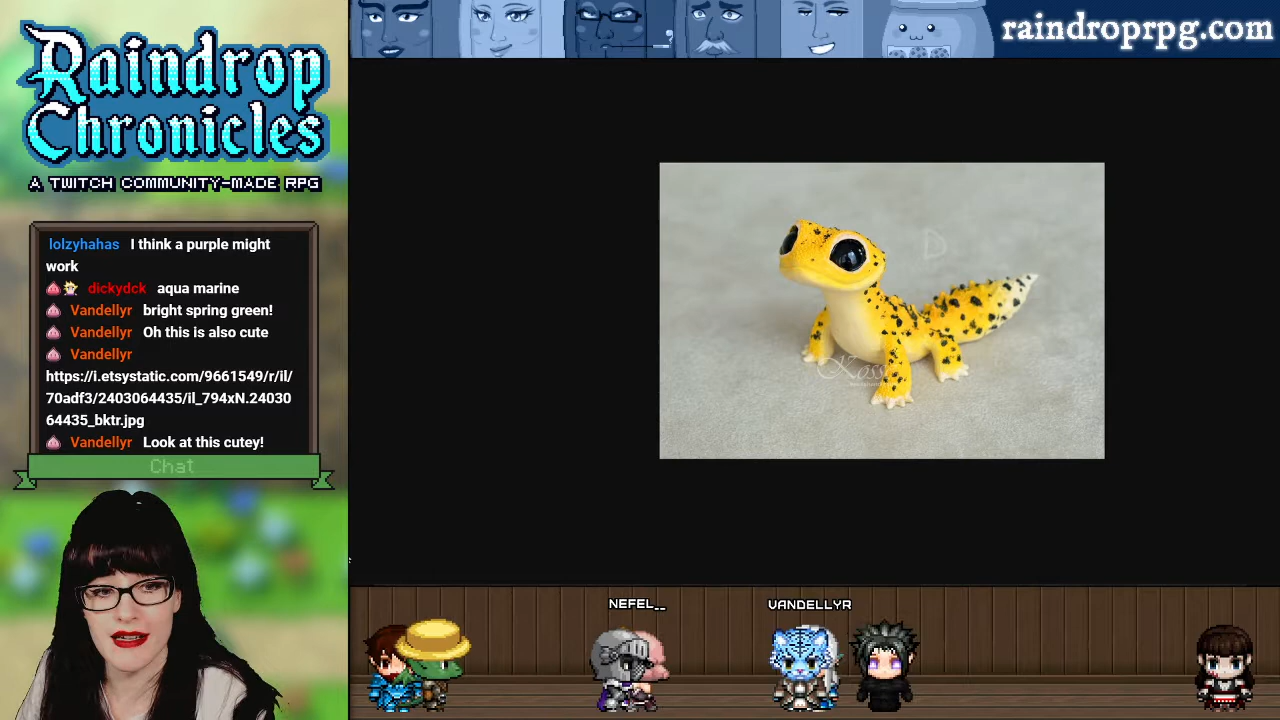 Raindrop
Chronicles
A TWITCH COMMUNITY-MADE RPG
raindroprpg.com
lolzyhahas I think a purple might
work
dickydck aqua marine
Vandellyr bright spring green!
Vandellyr Oh this is also cute
Vandellyr
https://i.etsystatic.com/9661549/r/il/
70adf3/2403064435/il_794xN.24030
64435_bktr.jpg
Vandellyr Look at this cutey!
Chat
NEFEL__
VANDELLYR